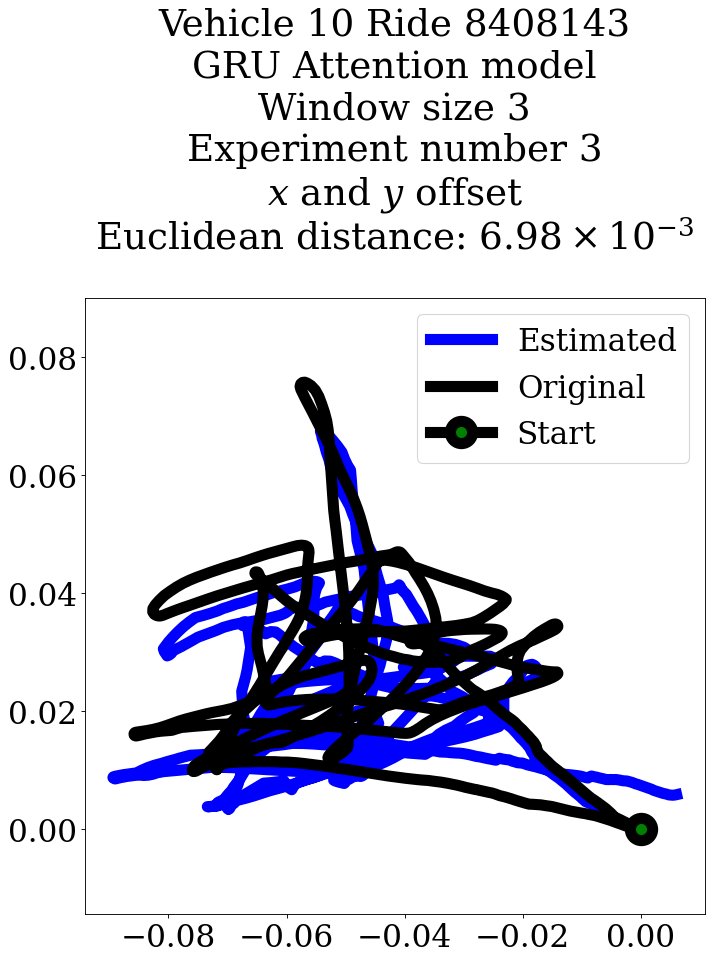 Vehicle 10 Ride 8408143
GRU Attention model
Window size 3
Experiment number 3
x and y offset
Euclidean distance: 6.98 × 10⁻³
Estimated
Original
Start
0.08
0.06
0.04
0.02
0.00
−0.08 −0.06 −0.04 −0.02 0.00